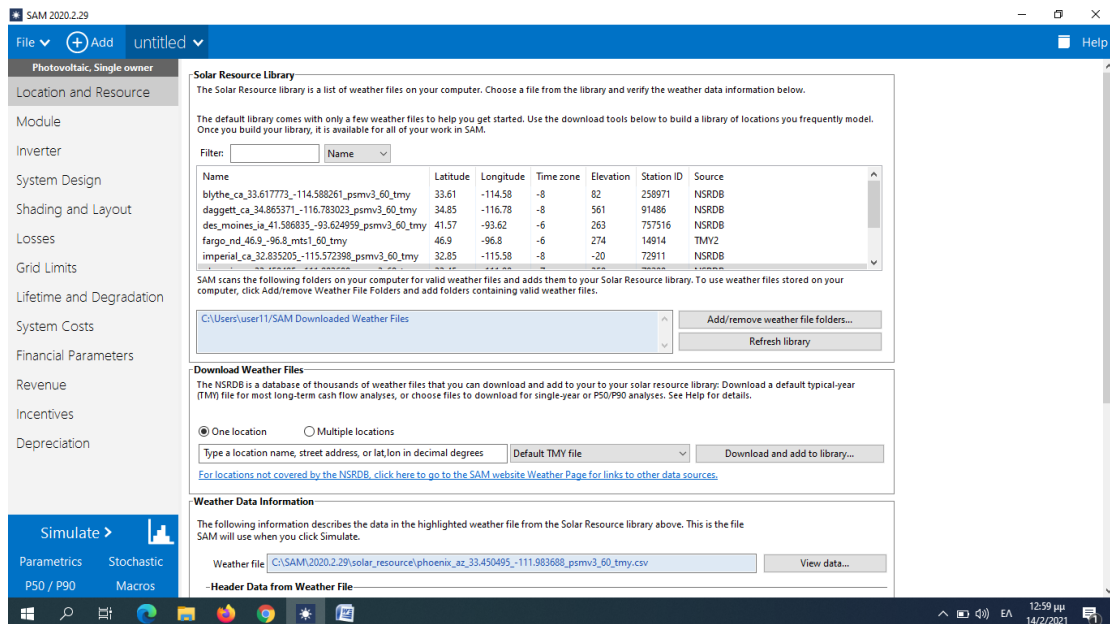 SAM 2020.2.29
File Add untitled Help
Photovoltaic, Single owner
Location and Resource
Module
Inverter
System Design
Shading and Layout
Losses
Grid Limits
Lifetime and Degradation
System Costs
Financial Parameters
Revenue
Incentives
Depreciation
Simulate >
Parametrics Stochastic
P50 / P90 Macros
Solar Resource Library
The Solar Resource library is a list of weather files on your computer. Choose a file from the library and verify the weather data information below.
The default library comes with only a few weather files to help you get started. Use the download tools below to build a library of locations you frequently model.
Once you build your library, it is available for all of your work in SAM.
Filter: Name
Name Latitude Longitude Time zone Elevation Station ID Source
blythe_ca_33.617773_-114.588261_psmv3_60_tmy 33.61 -114.58 -8 82 258971 NSRDB
daggett_ca_34.865371_-116.783023_psmv3_60_tmy 34.85 -116.78 -8 561 91486 NSRDB
des_moines_ia_41.586835_-93.624959_psmv3_60_tmy 41.57 -93.62 -6 263 757516 NSRDB
fargo_nd_46.9_-96.8_mts1_60_tmy 46.9 -96.8 -6 274 14914 TMY2
imperial_ca_32.835205_-115.572398_psmv3_60_tmy 32.85 -115.58 -8 -20 72911 NSRDB
SAM scans the following folders on your computer for valid weather files and adds them to your Solar Resource library. To use weather files stored on your
computer, click Add/remove Weather File Folders and add folders containing valid weather files.
C:\Users\user11/SAM Downloaded Weather Files
Add/remove weather file folders...
Refresh library
Download Weather Files
The NSRDB is a database of thousands of weather files that you can download and add to your to your solar resource library: Download a default typical-year
(TMY) file for most long-term cash flow analyses, or choose files to download for single-year or P50/P90 analyses. See Help for details.
One location Multiple locations
Type a location name, street address, or lat,lon in decimal degrees Default TMY file Download and add to library...
For locations not covered by the NSRDB, click here to go to the SAM website Weather Page for links to other data sources.
Weather Data Information
The following information describes the data in the highlighted weather file from the Solar Resource library above. This is the file
SAM will use when you click Simulate.
Weather file C:\SAM\2020.2.29\solar_resource\phoenix_az_33.450495_-111.983688_psmv3_60_tmy.csv View data...
Header Data from Weather File
ΕΛ 12:59 μμ
14/2/2021